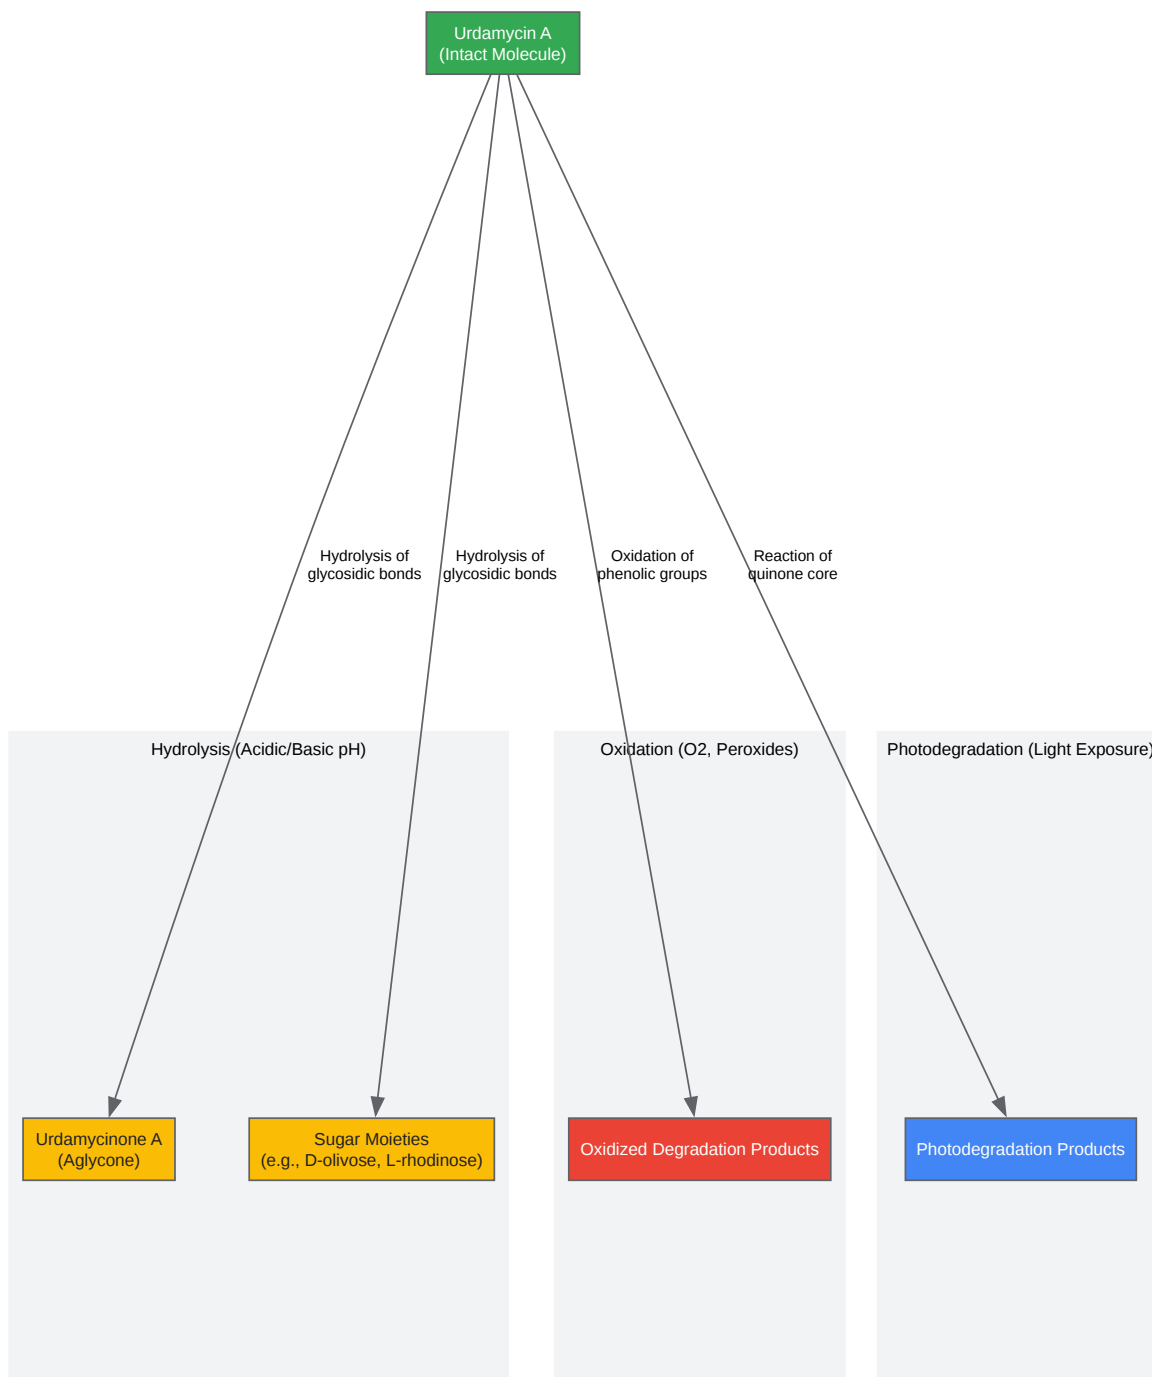 Urdamycin A
(Intact Molecule)
Hydrolysis of
glycosidic bonds
Hydrolysis of
glycosidic bonds
Oxidation of
phenolic groups
Reaction of
quinone core
Hydrolysis (Acidic/Basic pH)
Oxidation (O2, Peroxides)
Photodegradation (Light Exposure)
Urdamycinone A
(Aglycone)
Sugar Moieties
(e.g., D-olivose, L-rhodinose)
Oxidized Degradation Products
Photodegradation Products